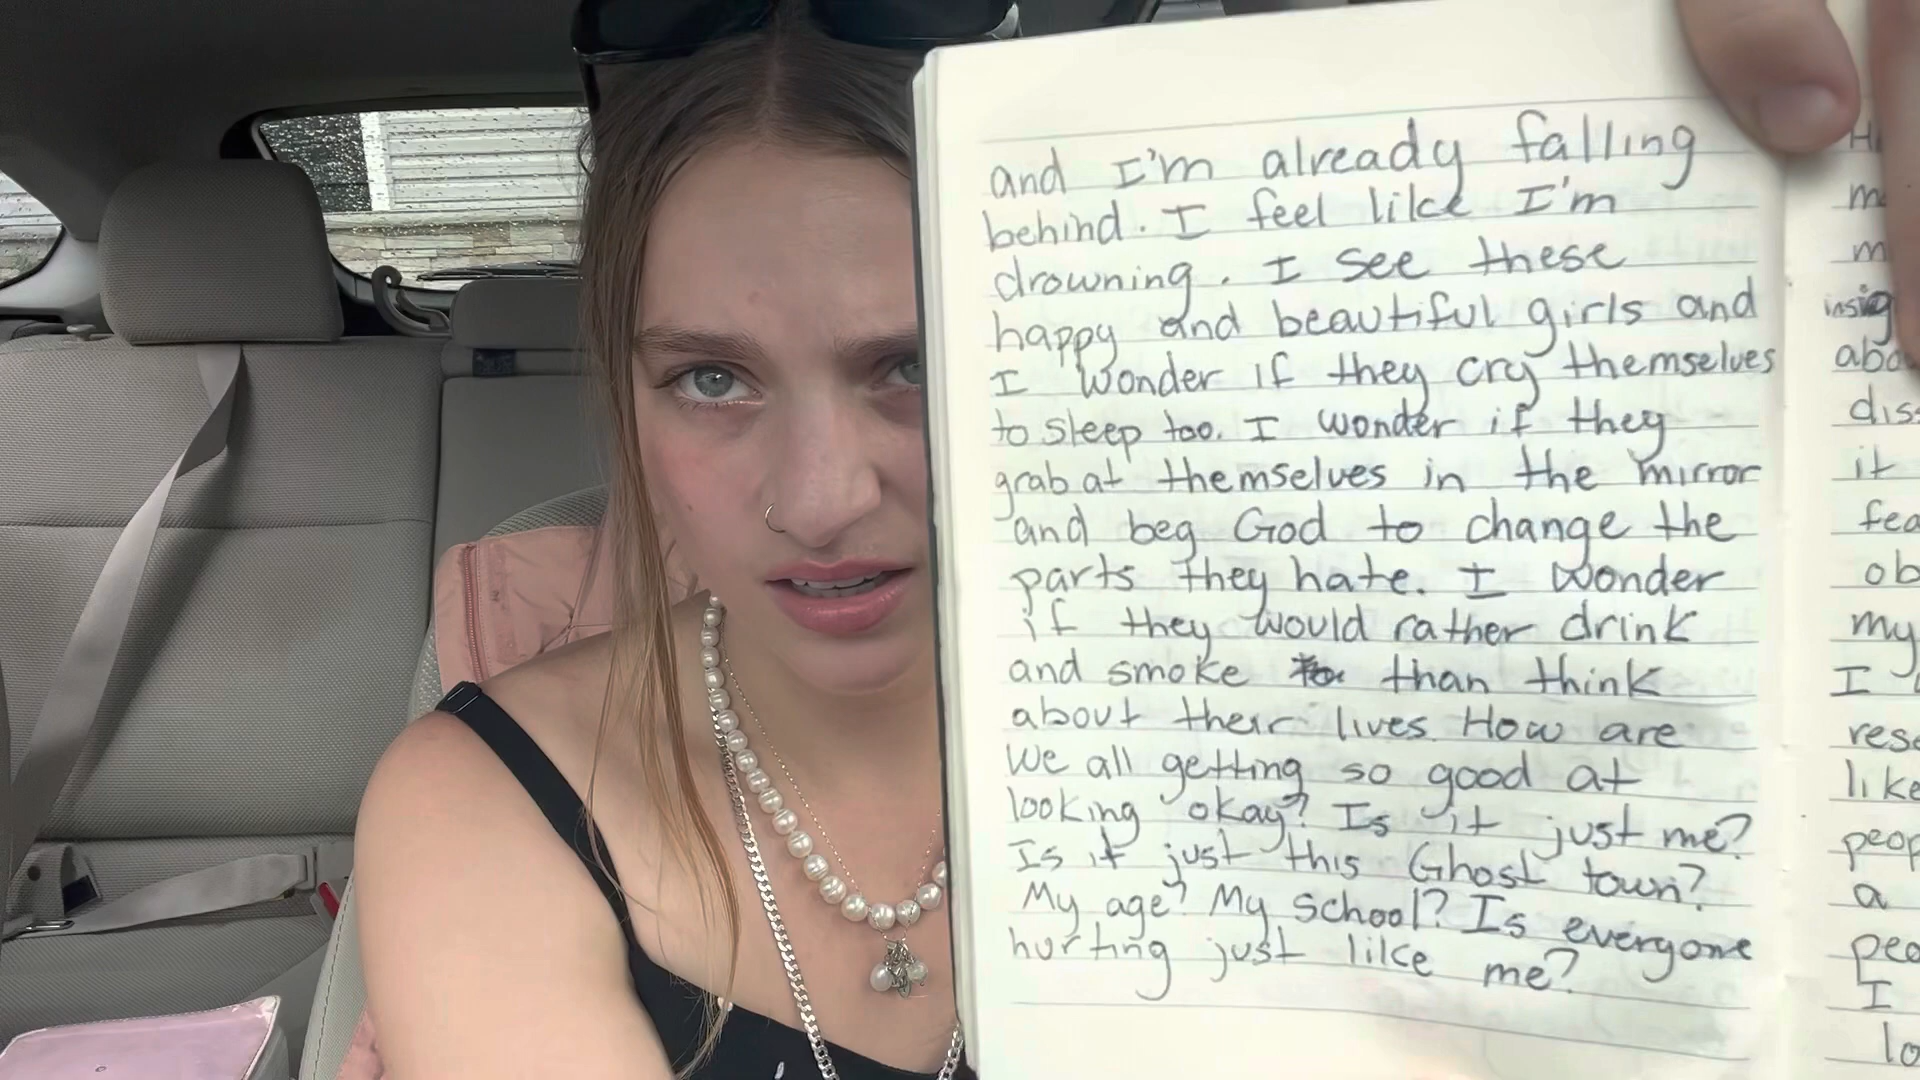 and I'm already falling
behind. I feel like I'm
drowning. I see these
happy and beautiful girls and
I wonder if they cry themselves
to sleep too. I wonder if they
grab at themselves in the mirror
and beg God to change the
parts they hate. I wonder
if they would rather drink
and smoke than think
about their lives. How are
we all getting so good at
looking okay? Is it just me?
Is it just this Ghost town?
My age? My school? Is everyone
hurting just like me?
it
my
I
like
a
I